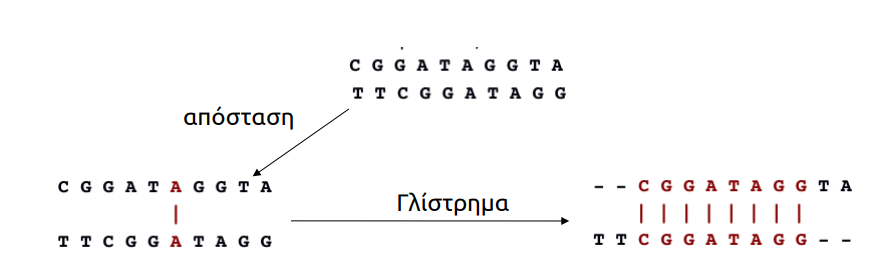 C G G A T A G G T A
T T C G G A T A G G
απόσταση
C G G A T A G G T A
|
T T C G G A T A G G
Γλίστρημα
- - C G G A T A G G T A
| | | | | | | |
T T C G G A T A G G - -